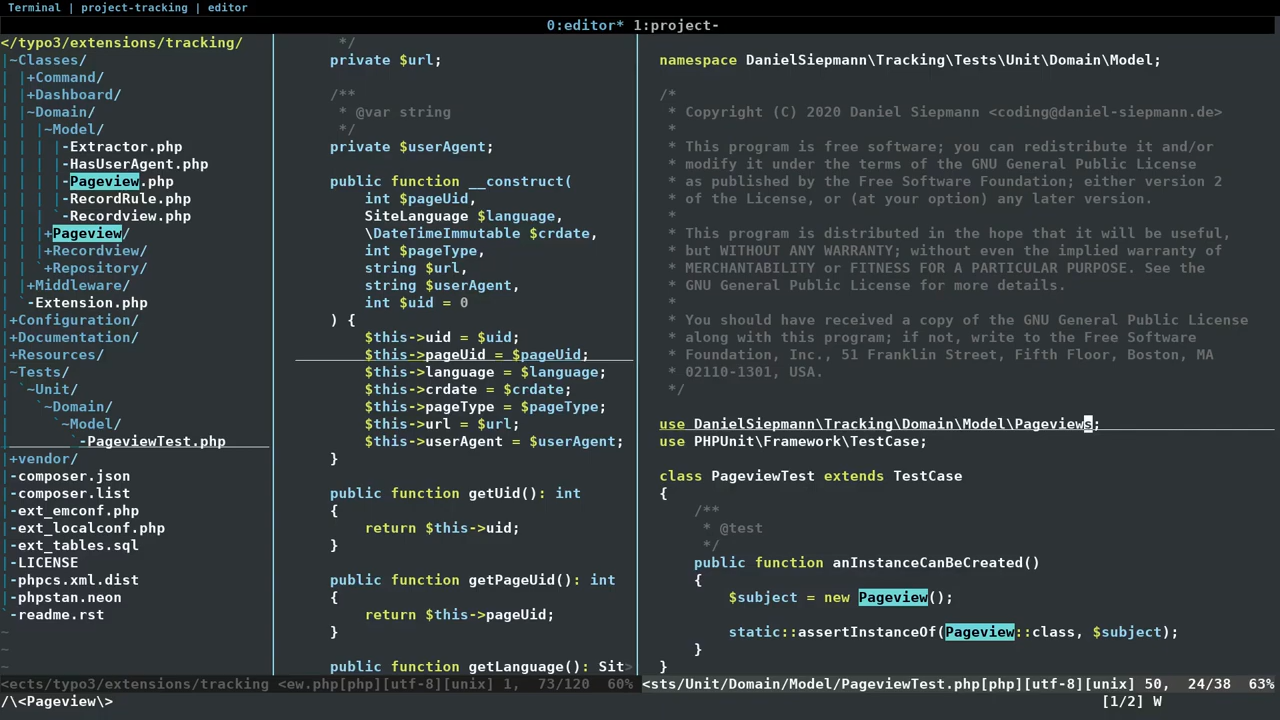 Terminal | project-tracking | editor
0:editor* 1:project-
</typo3/extensions/tracking/
|~Classes/
| |+Command/
| |+Dashboard/
| |~Domain/
| | |~Model/
| | | |-Extractor.php
| | | |-HasUserAgent.php
| | | |-Pageview.php
| | | |-RecordRule.php
| | | `-Recordview.php
| | |+Pageview/
| | |+Recordview/
| | `+Repository/
| |+Middleware/
| `-Extension.php
|+Configuration/
|+Documentation/
|+Resources/
|~Tests/
| `~Unit/
|   `~Domain/
|     `~Model/
|       `-PageviewTest.php
|+vendor/
|-composer.json
|-composer.list
|-ext_emconf.php
|-ext_localconf.php
|-ext_tables.sql
|-LICENSE
|-phpcs.xml.dist
|-phpstan.neon
`-readme.rst
~
~
~
<ects/typo3/extensions/tracking
*/
private $url;
/**
* @var string
*/
private $userAgent;
public function __construct(
int $pageUid,
SiteLanguage $language,
\DateTimeImmutable $crdate,
int $pageType,
string $url,
string $userAgent,
int $uid = 0
) {
$this->uid = $uid;
$this->pageUid = $pageUid;
$this->language = $language;
$this->crdate = $crdate;
$this->pageType = $pageType;
$this->url = $url;
$this->userAgent = $userAgent;
}
public function getUid(): int
{
return $this->uid;
}
public function getPageUid(): int
{
return $this->pageUid;
}
public function getLanguage(): Sit>
<ew.php[php][utf-8][unix] 1,  73/120  60%
namespace DanielSiepmann\Tracking\Tests\Unit\Domain\Model;
/*
* Copyright (C) 2020 Daniel Siepmann <coding@daniel-siepmann.de>
*
* This program is free software; you can redistribute it and/or
* modify it under the terms of the GNU General Public License
* as published by the Free Software Foundation; either version 2
* of the License, or (at your option) any later version.
*
* This program is distributed in the hope that it will be useful,
* but WITHOUT ANY WARRANTY; without even the implied warranty of
* MERCHANTABILITY or FITNESS FOR A PARTICULAR PURPOSE. See the
* GNU General Public License for more details.
*
* You should have received a copy of the GNU General Public License
* along with this program; if not, write to the Free Software
* Foundation, Inc., 51 Franklin Street, Fifth Floor, Boston, MA
* 02110-1301, USA.
*/
use DanielSiepmann\Tracking\Domain\Model\Pageviews;
use PHPUnit\Framework\TestCase;
class PageviewTest extends TestCase
{
/**
* @test
*/
public function anInstanceCanBeCreated()
{
$subject = new Pageview();
static::assertInstanceOf(Pageview::class, $subject);
}
}
<sts/Unit/Domain/Model/PageviewTest.php[php][utf-8][unix] 50,  24/38  63%
/\<Pageview\>
[1/2] W